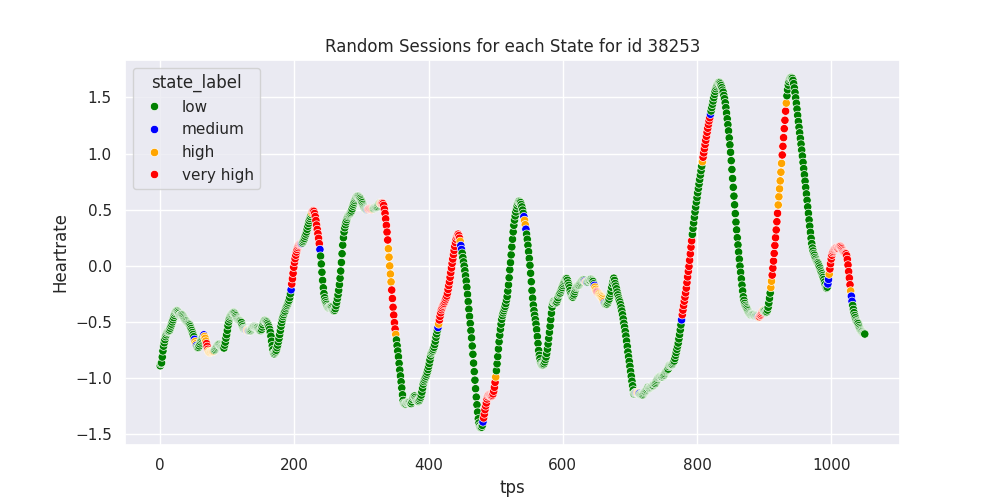 Random Sessions for each State for id 38253
state_label
low
medium
high
very high
Heartrate
1.5
1.0
0.5
0.0
−0.5
−1.0
−1.5
0
200
400
600
800
1000
tps